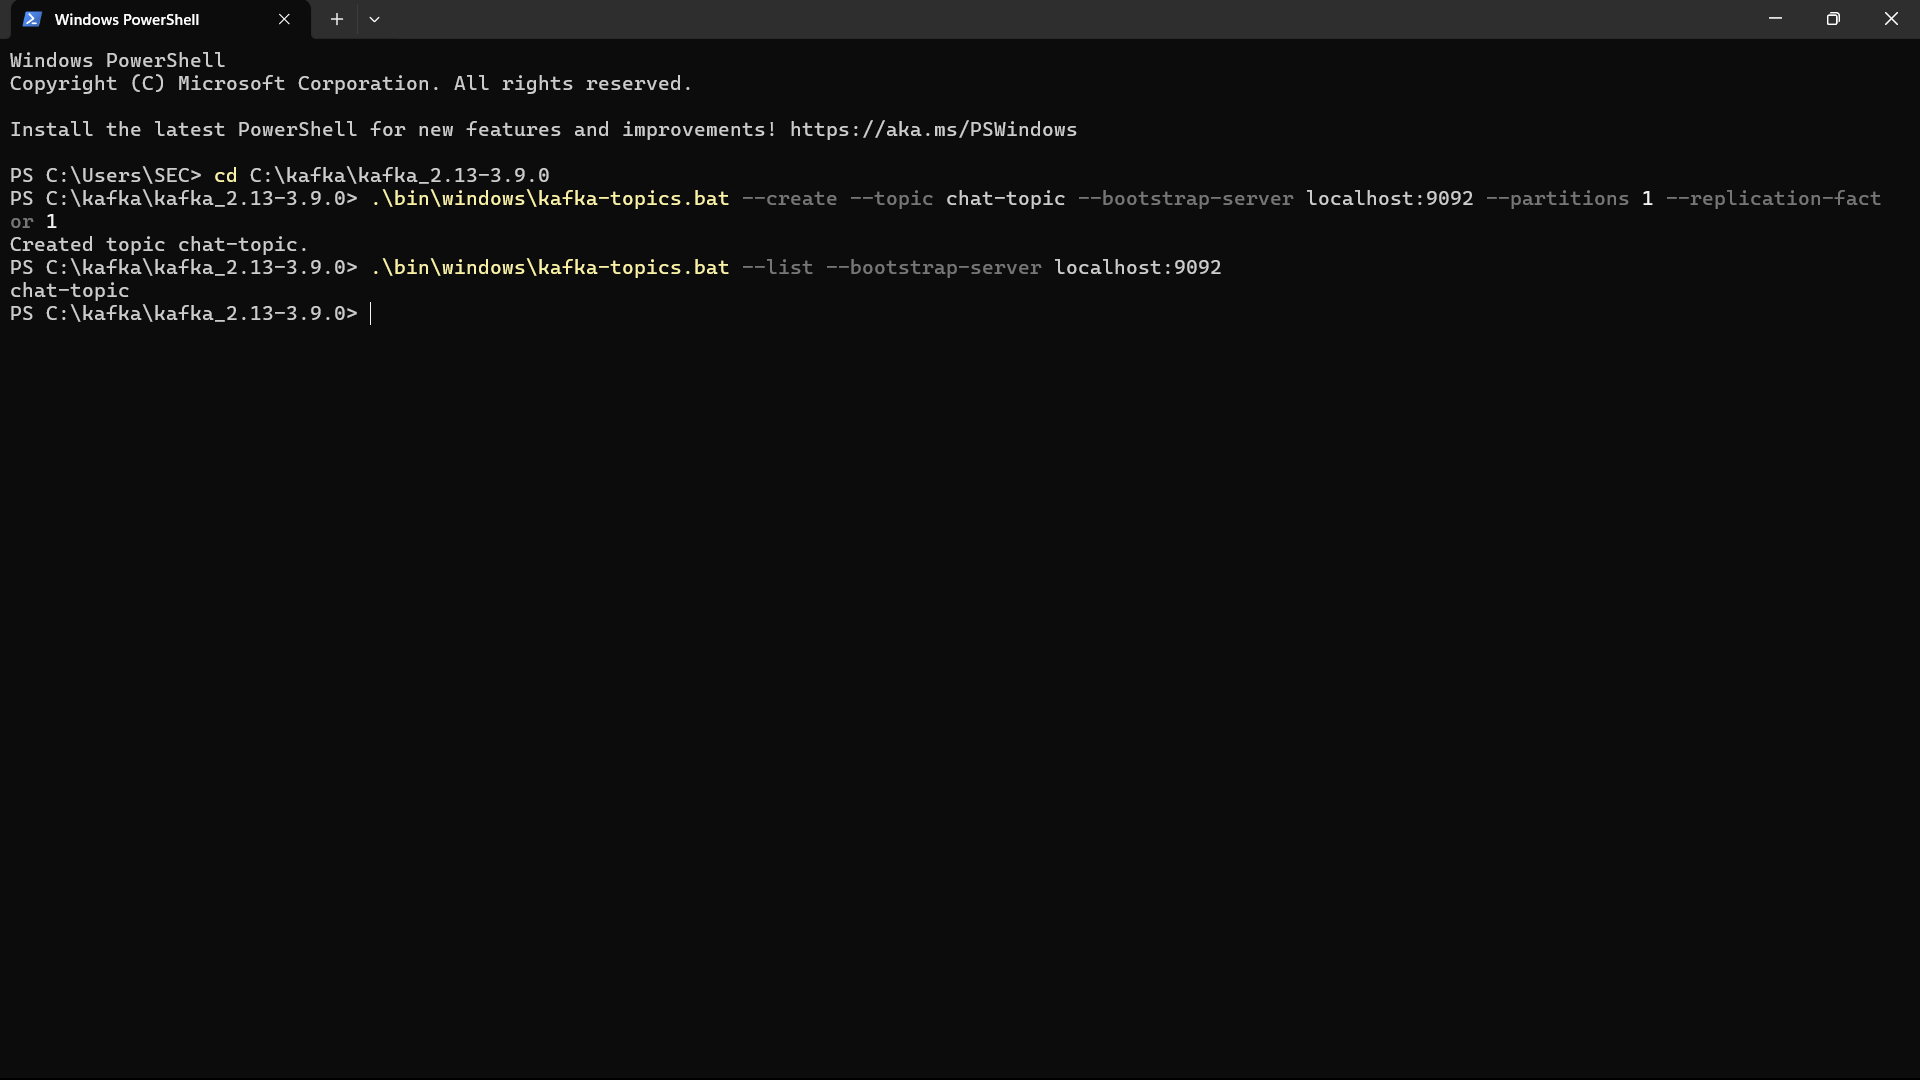 Windows PowerShell
Windows PowerShell
Copyright (C) Microsoft Corporation. All rights reserved.
Install the latest PowerShell for new features and improvements! https://aka.ms/PSWindows
PS C:\Users\SEC> cd C:\kafka\kafka_2.13-3.9.0
PS C:\kafka\kafka_2.13-3.9.0> .\bin\windows\kafka-topics.bat --create --topic chat-topic --bootstrap-server localhost:9092 --partitions 1 --replication-fact
or 1
Created topic chat-topic.
PS C:\kafka\kafka_2.13-3.9.0> .\bin\windows\kafka-topics.bat --list --bootstrap-server localhost:9092
chat-topic
PS C:\kafka\kafka_2.13-3.9.0>